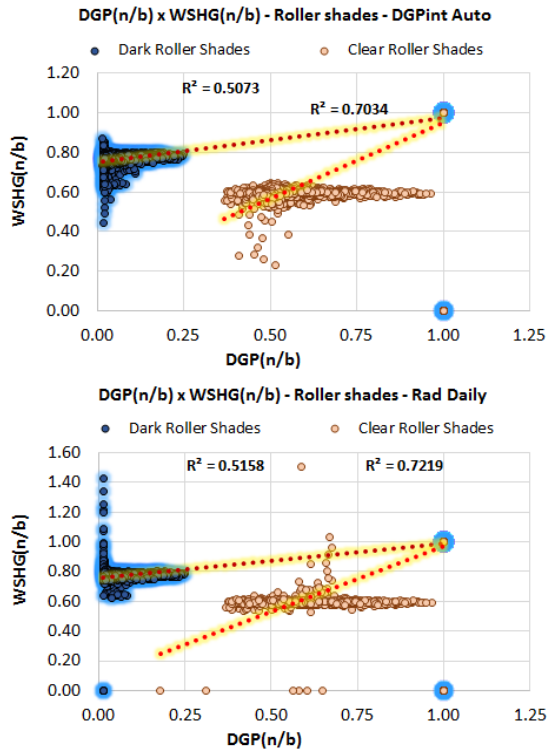 DGP(n/b) x WSHG(n/b) - Roller shades - DGPint Auto
Dark Roller Shades Clear Roller Shades
1.20
R² = 0.5073
R² = 0.7034
1.00
0.80
0.60
0.40
0.20
0.00
WSHG(n/b)
0.00 0.25 0.50 0.75 1.00 1.25
DGP(n/b)
DGP(n/b) x WSHG(n/b) - Roller shades - Rad Daily
Dark Roller Shades Clear Roller Shades
1.60
R² = 0.5158 R² = 0.7219
1.40
1.20
1.00
0.80
0.60
0.40
0.20
0.00
WSHG(n/b)
0.00 0.25 0.50 0.75 1.00 1.25
DGP(n/b)